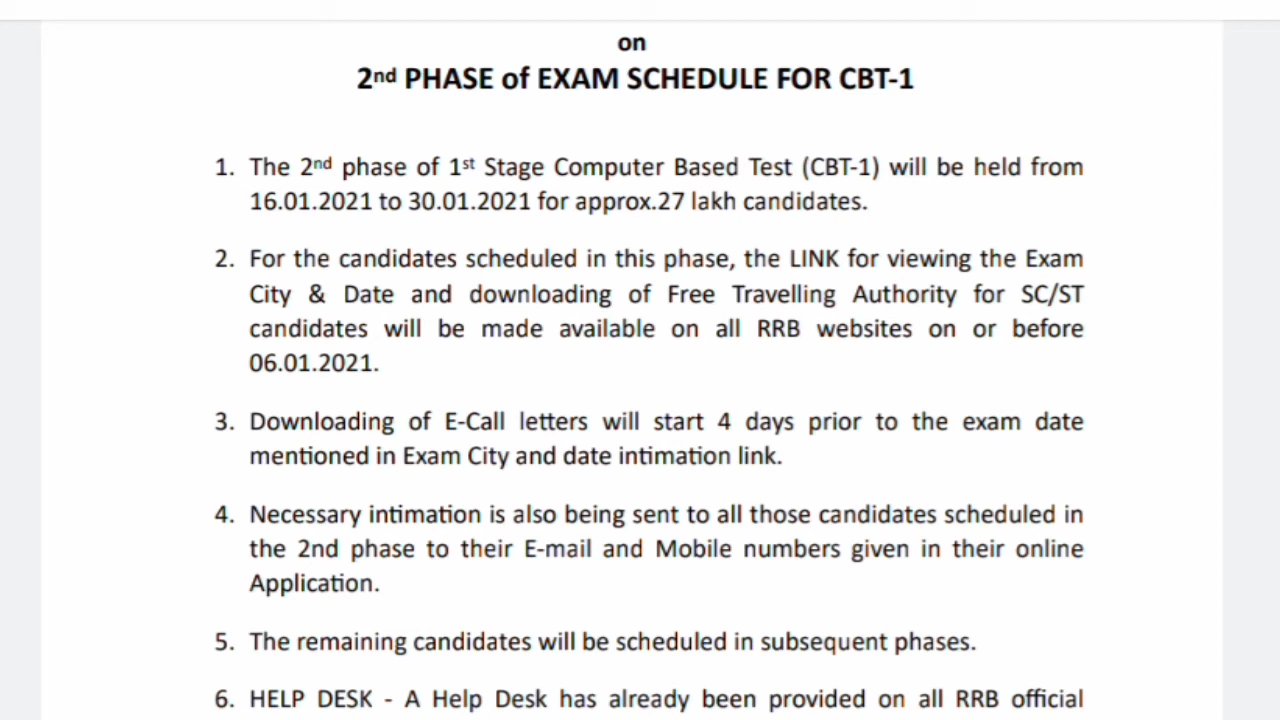 on
2nd PHASE of EXAM SCHEDULE FOR CBT-1
1. The 2nd phase of 1st Stage Computer Based Test (CBT-1) will be held from
16.01.2021 to 30.01.2021 for approx.27 lakh candidates.
2. For the candidates scheduled in this phase, the LINK for viewing the Exam
City & Date and downloading of Free Travelling Authority for SC/ST
candidates will be made available on all RRB websites on or before
06.01.2021.
3. Downloading of E-Call letters will start 4 days prior to the exam date
mentioned in Exam City and date intimation link.
4. Necessary intimation is also being sent to all those candidates scheduled in
the 2nd phase to their E-mail and Mobile numbers given in their online
Application.
5. The remaining candidates will be scheduled in subsequent phases.
6. HELP DESK - A Help Desk has already been provided on all RRB official